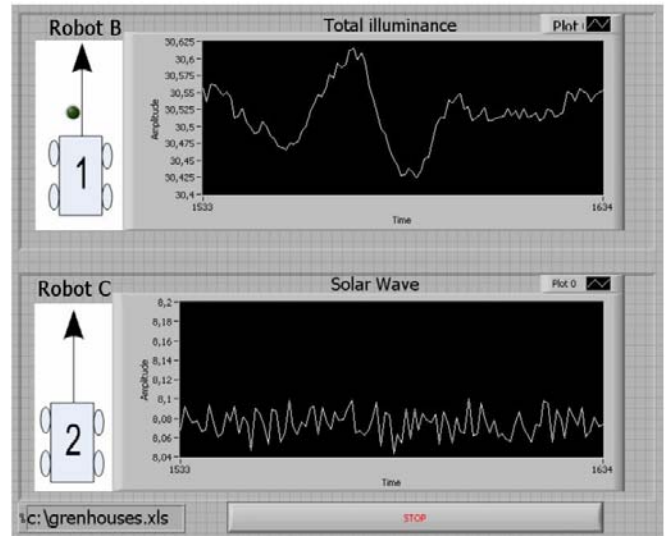 Robot B
Total illuminance
Plot
30,625
30,6
30,575
30,55
30,525
30,5
30,475
30,45
30,425
30,4
Amplitude
1533
1634
Time
1
Robot C
Solar Wave
Plot 0
8,2
8,18
8,16
8,14
8,12
8,1
8,08
8,06
8,04
Amplitude
1533
1634
Time
2
c:\grenhouses.xls
STOP